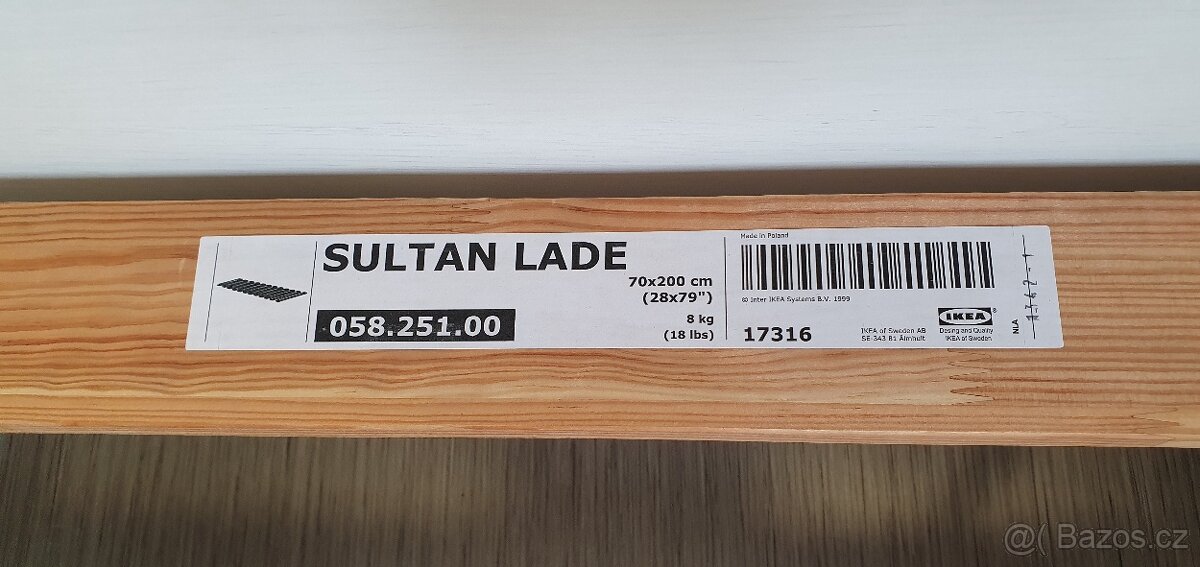 SULTAN LADE
70x200 cm
(28x79")
058.251.00
8 kg
(18 lbs)
Made in Poland
© Inter IKEA Systems B.V. 1999
17316
IKEA of Sweden AB
SE-343 81 Älmhult
IKEA®
Design and Quality
IKEA of Sweden
NLA
@( Bazos.cz